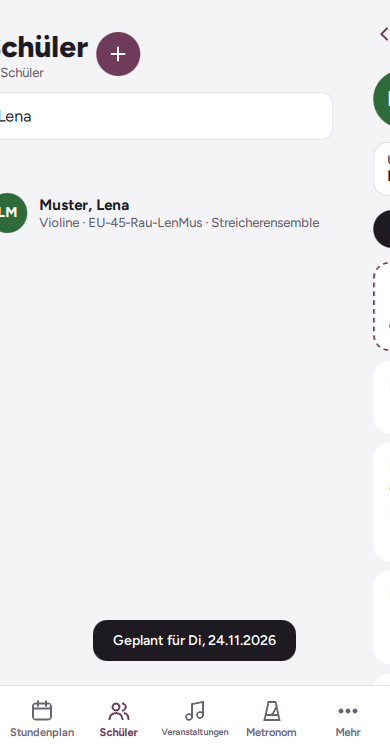 Schüler
Schüler
Lena
LM
Muster, Lena
Violine · EU-45-Rau-LenMus · Streicherensemble
Geplant für Di, 24.11.2026
Stundenplan
Schüler
Veranstaltungen
Metronom
Mehr